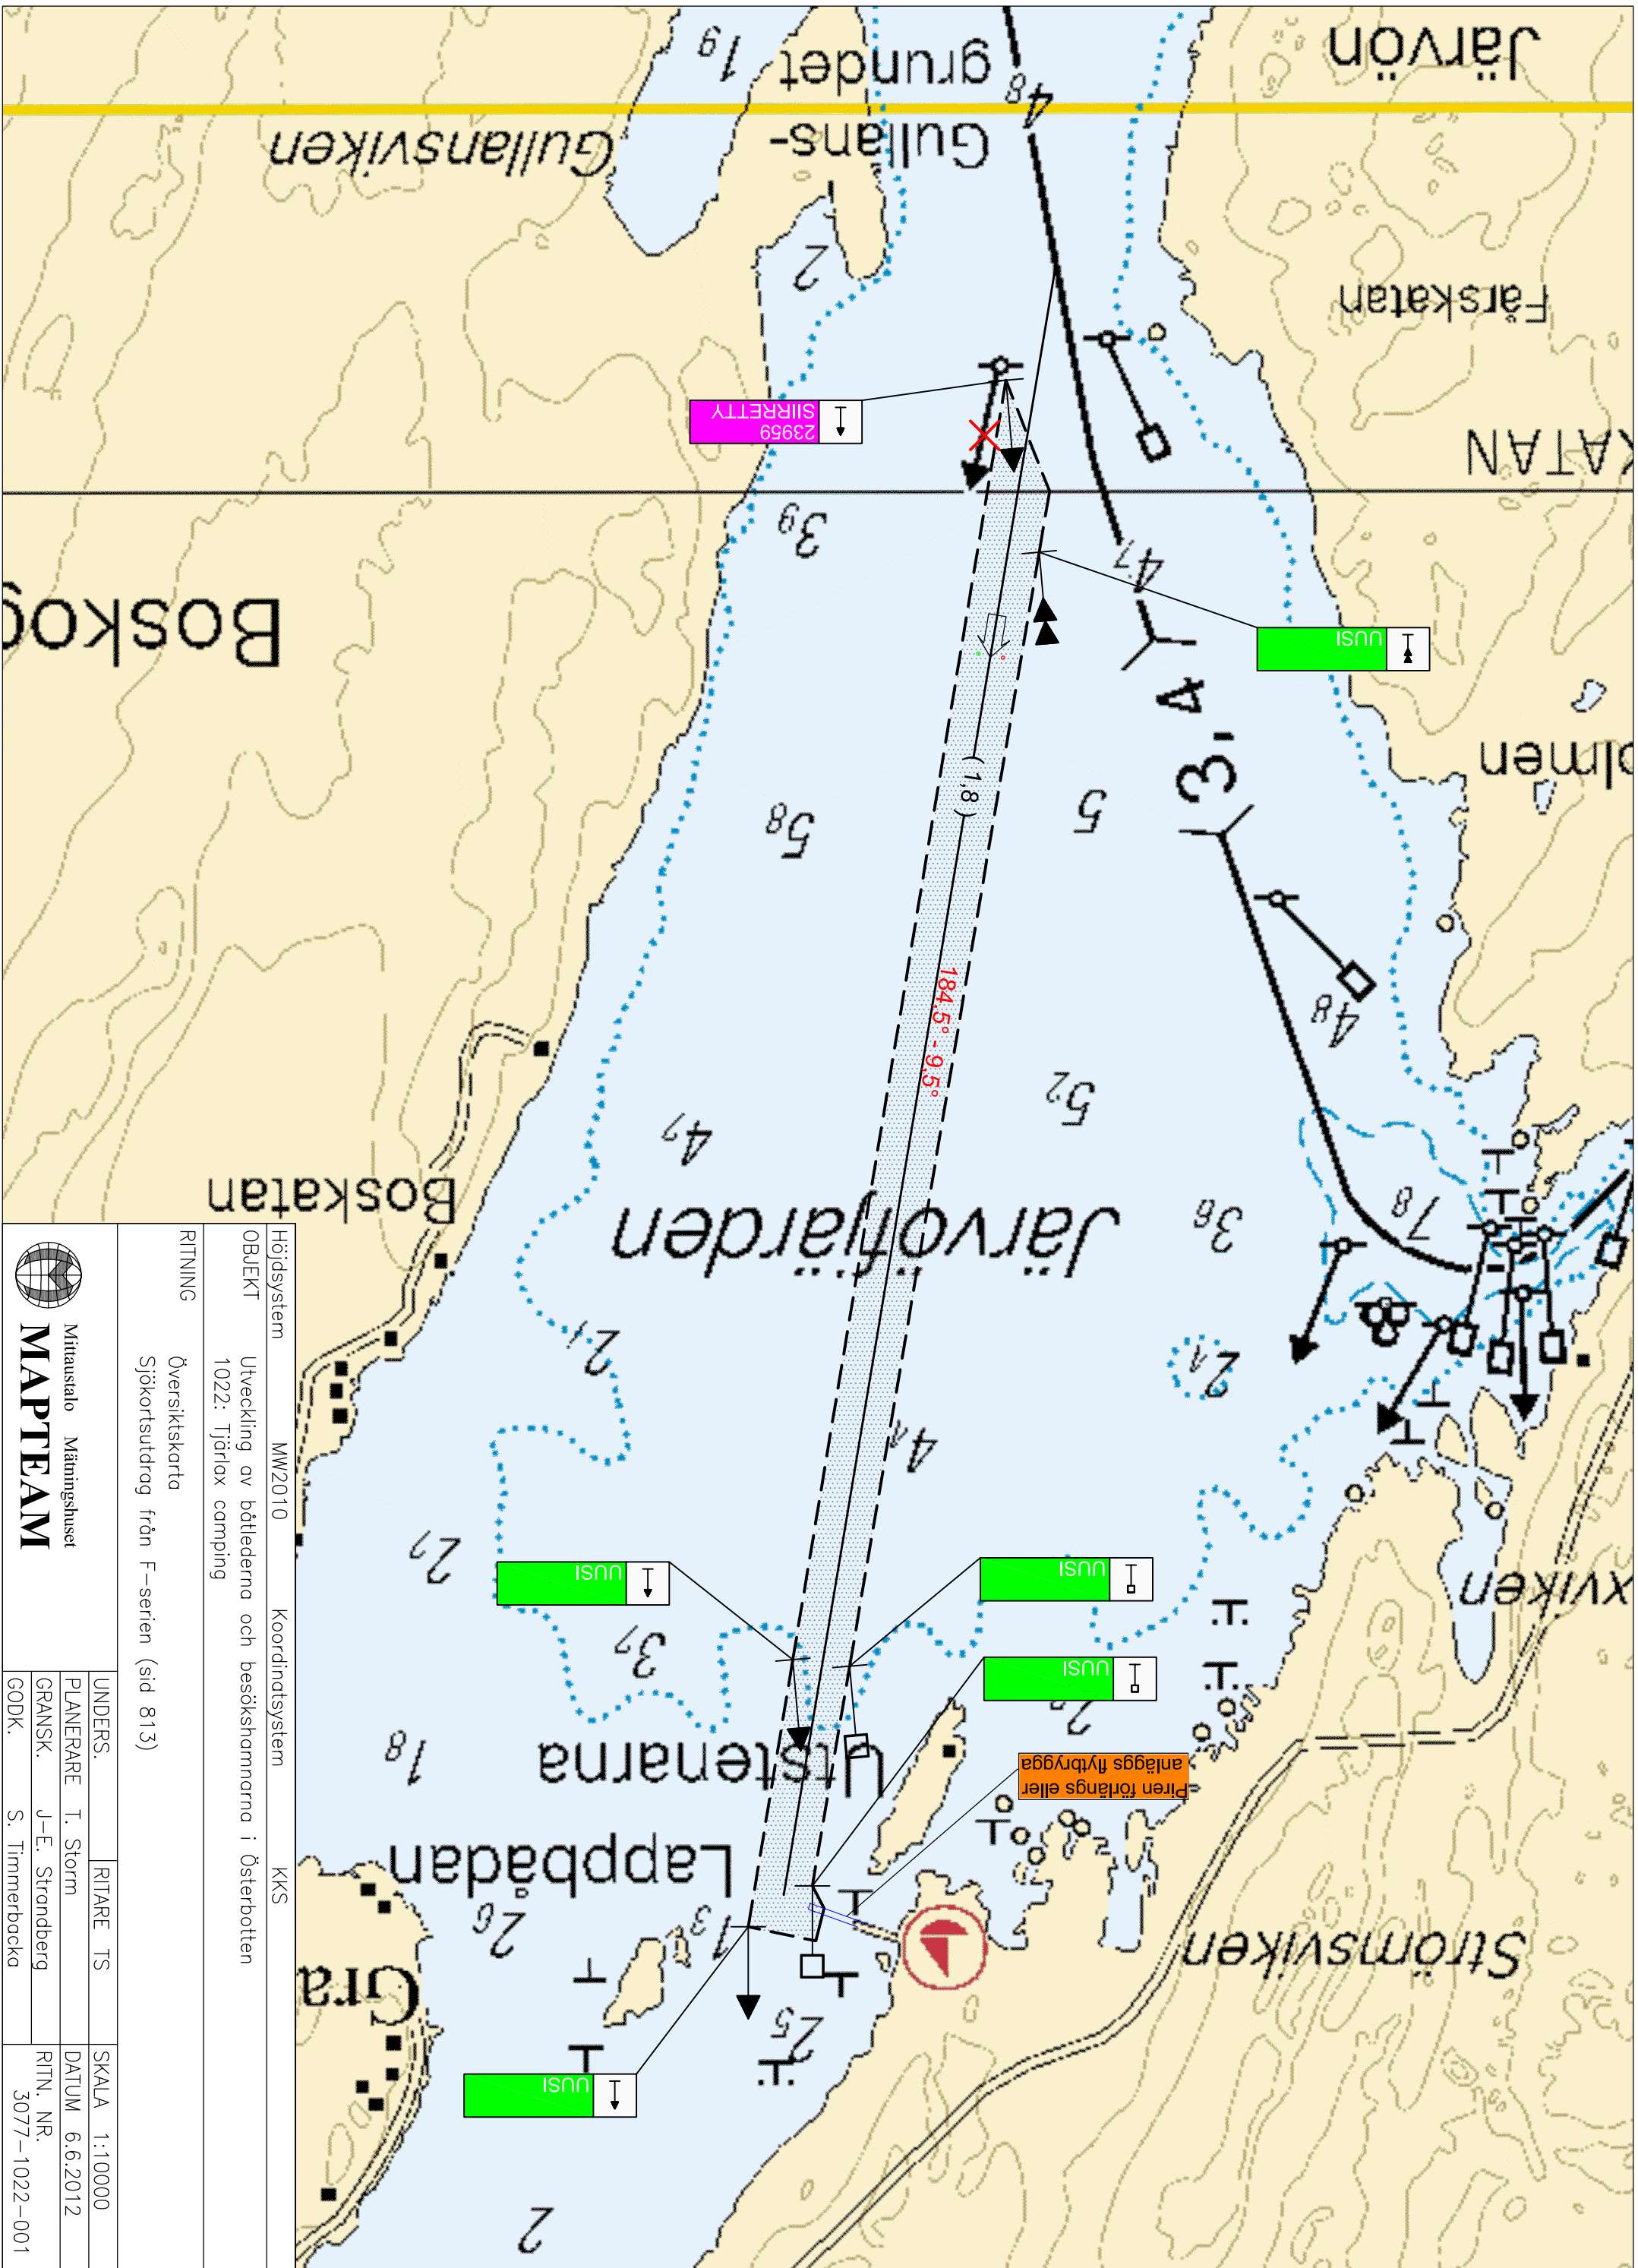 Järvön
grundet
Gullans-
1₉
4₈
Gullansviken
2
Fårskatan
23959
SIIRRETTY
KATAN
3₉
4₇
Boskog
UUSI
3,4
olmen
(1,8)
5₈
5
184,5° - 9,5°
4₈
5₂
4₇
Boskatan
Järvöfjärden
3₆
7₈
2₁
2₁
4₁
2₇
UUSI
UUSI
xviken
3₇
UUSI
1₈
Utstenarna
Piren förlängs eller
anläggs flytbrygga
Lappbådan
2₆
1₃
Strömsviken
Gra
2₅
UUSI
2
Höjdsystem MW2010 Koordinatsystem KKS
OBJEKT Utveckling av båtlederna och besökshamnarna i Österbotten
1022: Tjärlax camping
RITNING
Översiktskarta
Sjökortsutdrag från F-serien (sid 813)
Mittaustalo Mätningshuset
MAPTEAM
UNDERS. RITARE TS SKALA 1:10000
PLANERARE T. Storm DATUM 6.6.2012
GRANSK. J-E. Strandberg RITN. NR.
GODK. S. Timmerbacka 3077-1022-001